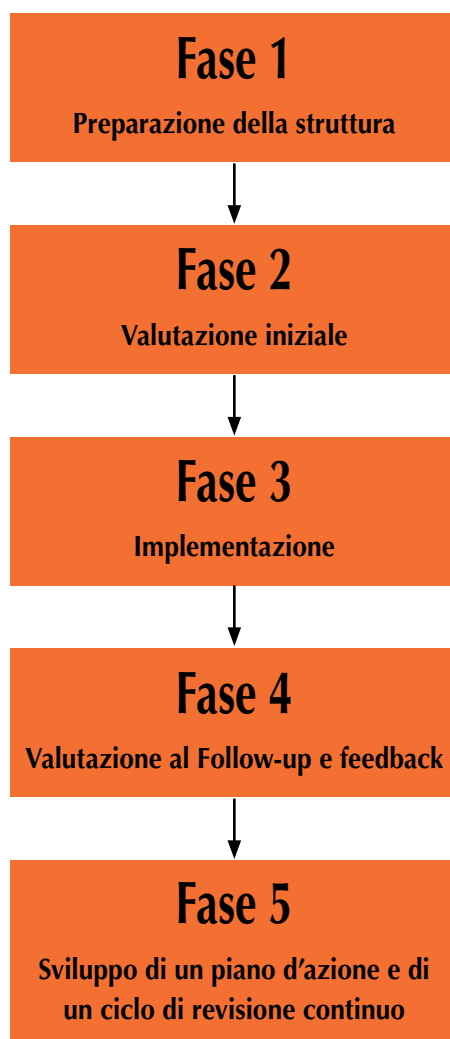 Fase 1
Preparazione della struttura
Fase 2
Valutazione iniziale
Fase 3
Implementazione
Fase 4
Valutazione al Follow-up e feedback
Fase 5
Sviluppo di un piano d’azione e di
un ciclo di revisione continuo